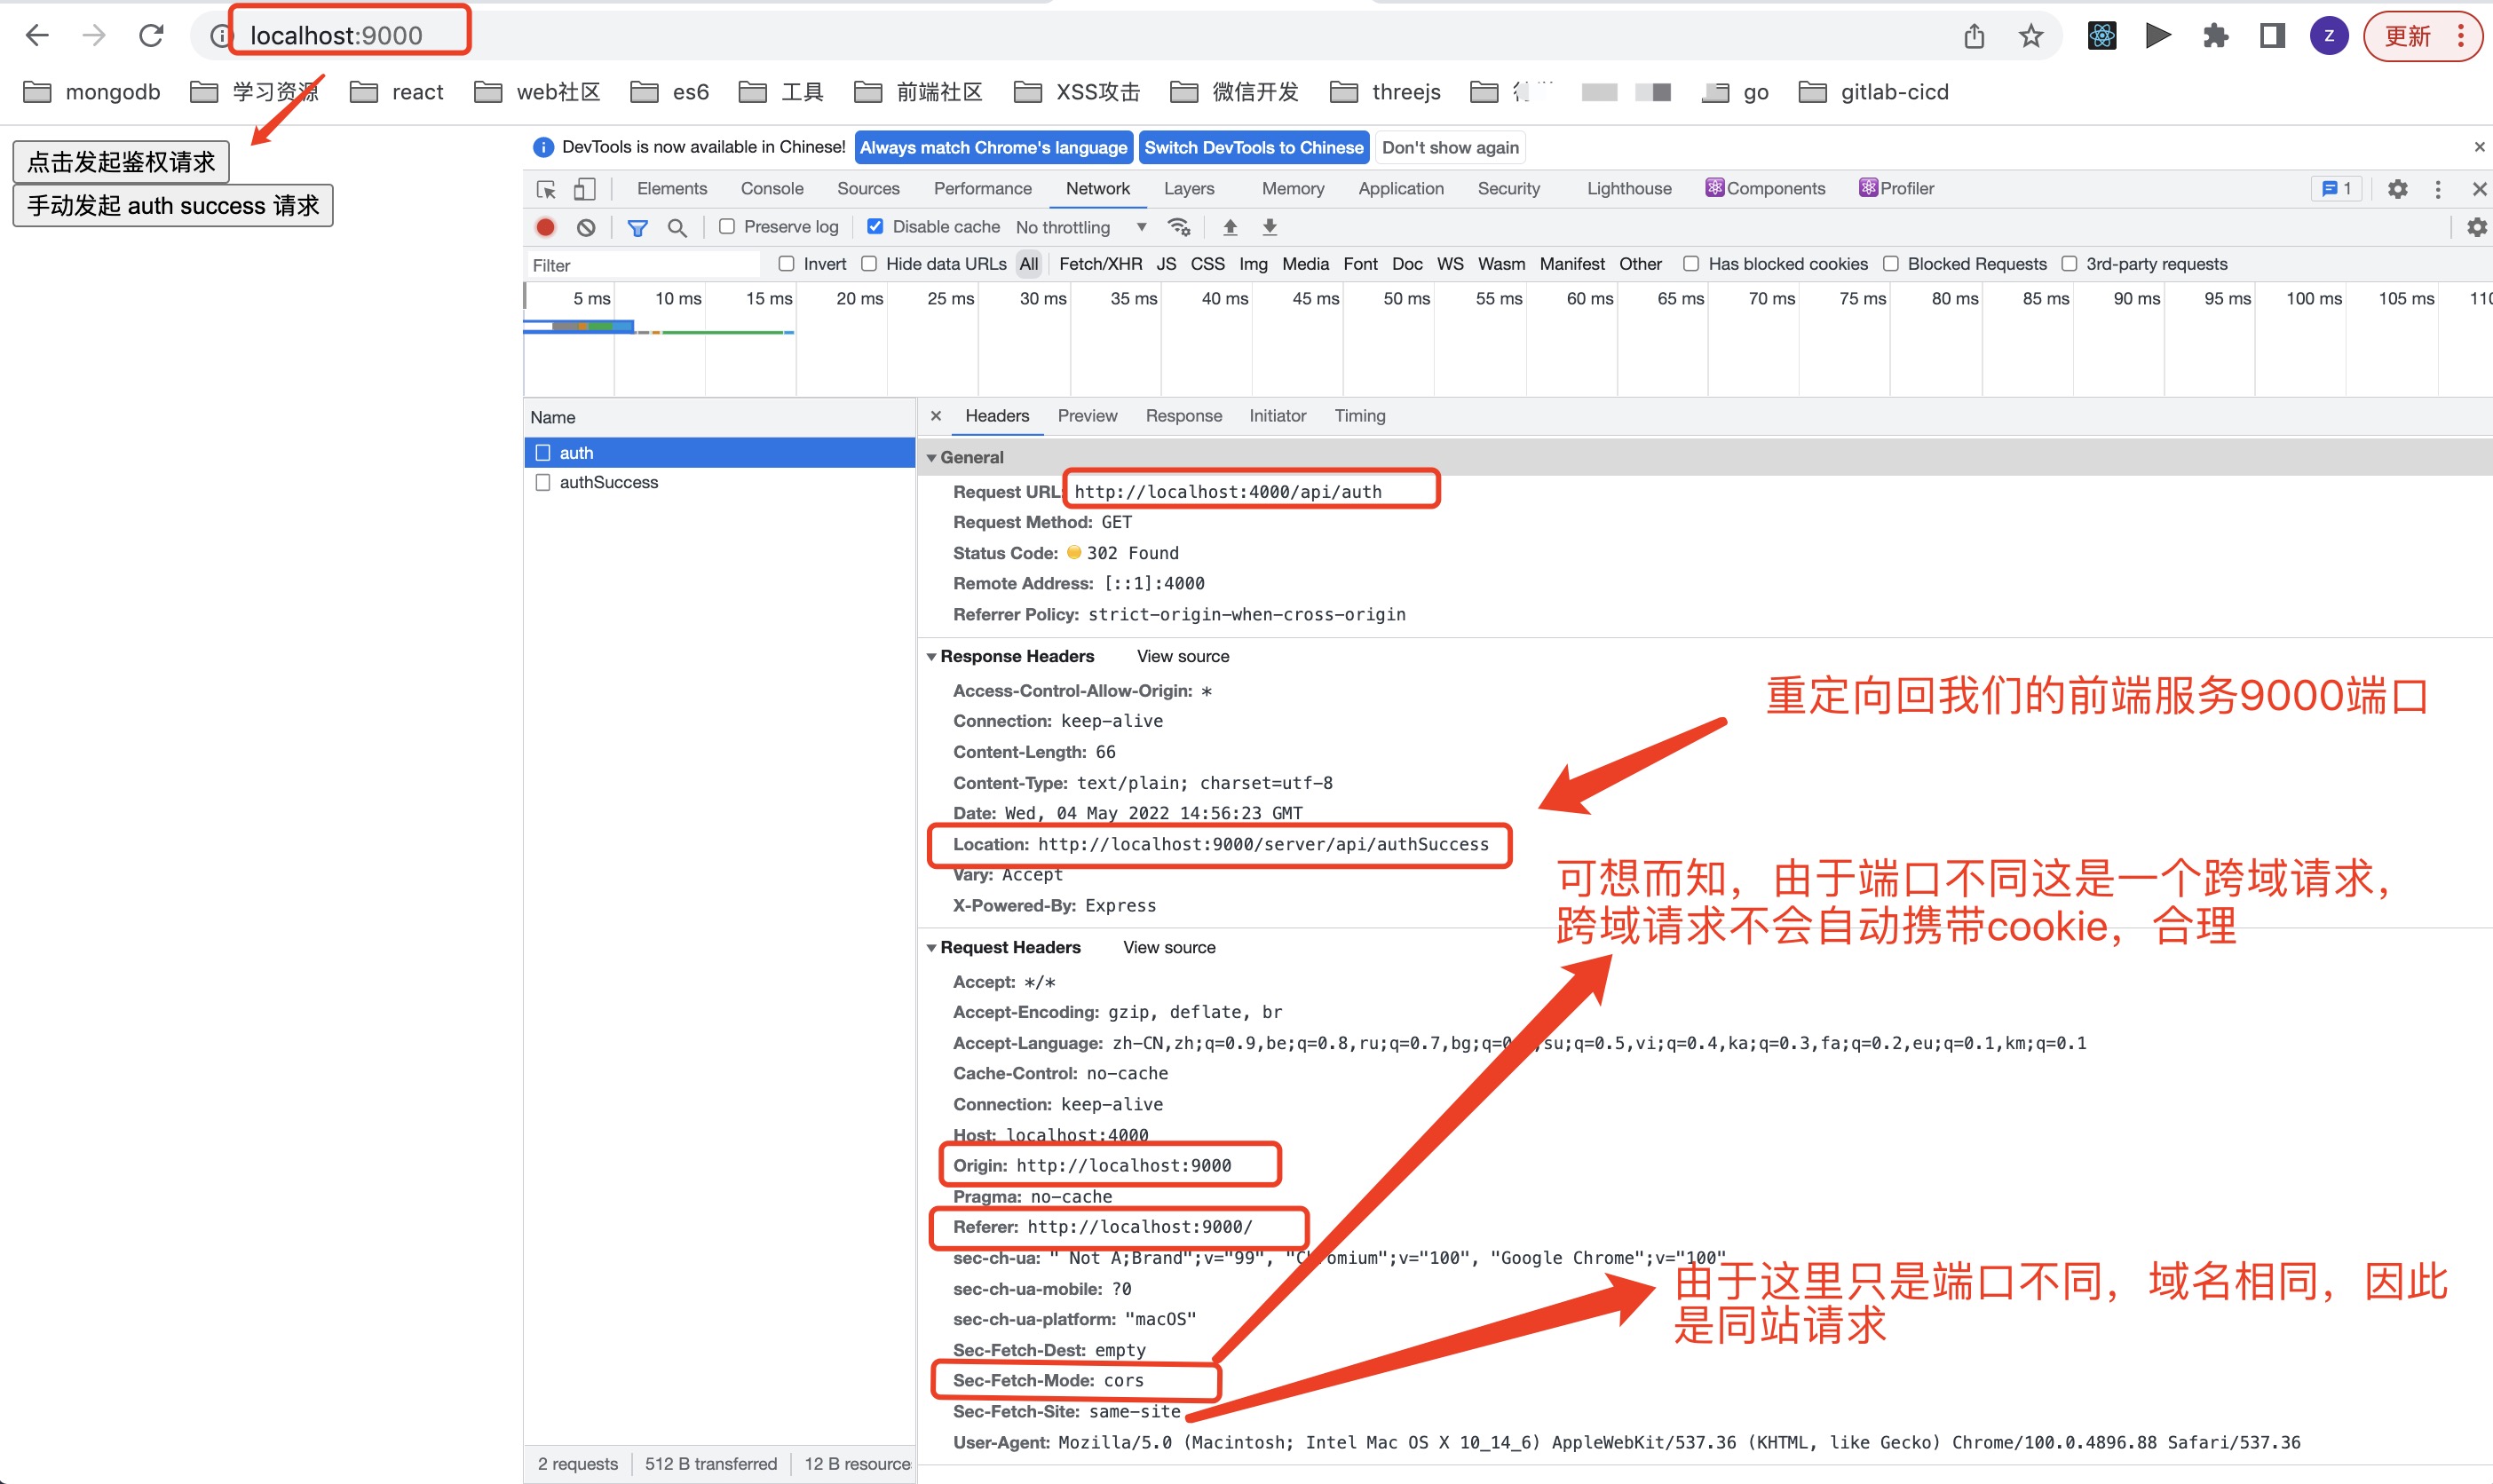 localhost:9000
更新
mongodb
学习资源
react
web社区
es6
工具
前端社区
XSS攻击
微信开发
threejs
go
gitlab-cicd
点击发起鉴权请求
手动发起 auth success 请求
DevTools is now available in Chinese! Always match Chrome's language Switch DevTools to Chinese Don't show again
Elements Console Sources Performance Network Layers Memory Application Security Lighthouse Components Profiler 1
Preserve log Disable cache No throttling
Filter Invert Hide data URLs All Fetch/XHR JS CSS Img Media Font Doc WS Wasm Manifest Other Has blocked cookies Blocked Requests 3rd-party requests
5 ms 10 ms 15 ms 20 ms 25 ms 30 ms 35 ms 40 ms 45 ms 50 ms 55 ms 60 ms 65 ms 70 ms 75 ms 80 ms 85 ms 90 ms 95 ms 100 ms 105 ms 110
Name
auth
authSuccess
Headers Preview Response Initiator Timing
General
Request URL: http://localhost:4000/api/auth
Request Method: GET
Status Code: 302 Found
Remote Address: [::1]:4000
Referrer Policy: strict-origin-when-cross-origin
Response Headers View source
Access-Control-Allow-Origin: *
Connection: keep-alive
Content-Length: 66
Content-Type: text/plain; charset=utf-8
Date: Wed, 04 May 2022 14:56:23 GMT
Location: http://localhost:9000/server/api/authSuccess
Vary: Accept
X-Powered-By: Express
重定向回我们的前端服务9000端口
可想而知，由于端口不同这是一个跨域请求，
跨域请求不会自动携带cookie，合理
Request Headers View source
Accept: */*
Accept-Encoding: gzip, deflate, br
Accept-Language: zh-CN,zh;q=0.9,be;q=0.8,ru;q=0.7,bg;q=0. su;q=0.5,vi;q=0.4,ka;q=0.3,fa;q=0.2,eu;q=0.1,km;q=0.1
Cache-Control: no-cache
Connection: keep-alive
Host: localhost:4000
Origin: http://localhost:9000
Pragma: no-cache
Referer: http://localhost:9000/
sec-ch-ua: " Not A;Brand";v="99", "Chromium";v="100", "Google Chrome";v="100"
sec-ch-ua-mobile: ?0
sec-ch-ua-platform: "macOS"
Sec-Fetch-Dest: empty
Sec-Fetch-Mode: cors
Sec-Fetch-Site: same-site
User-Agent: Mozilla/5.0 (Macintosh; Intel Mac OS X 10_14_6) AppleWebKit/537.36 (KHTML, like Gecko) Chrome/100.0.4896.88 Safari/537.36
由于这里只是端口不同，域名相同，因此
是同站请求
2 requests 512 B transferred 12 B resource